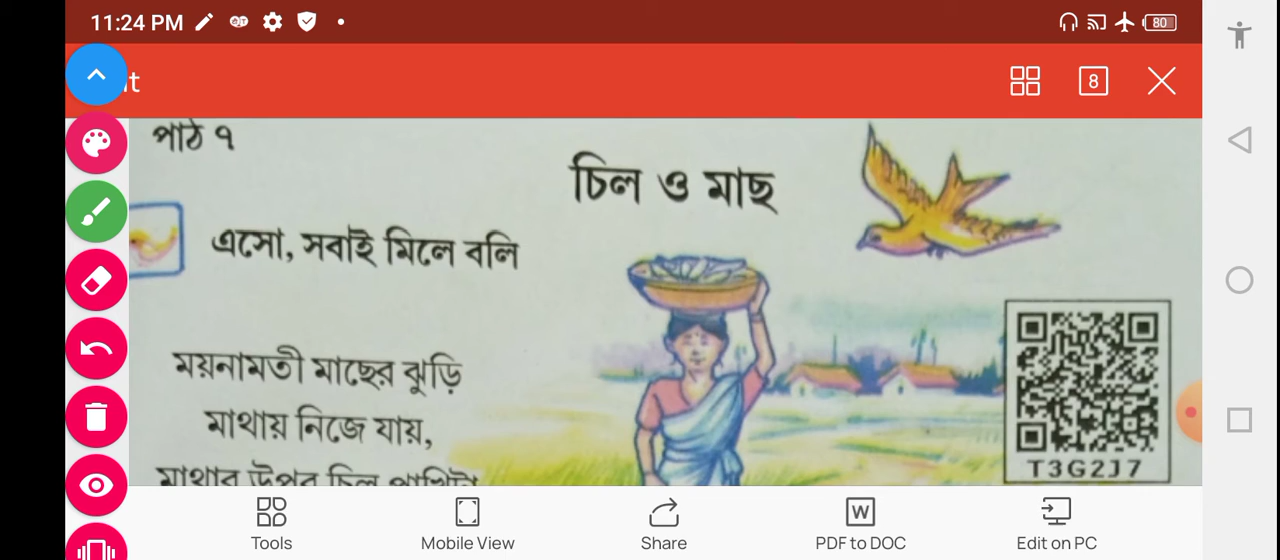 11:24 PM
80
8
পাঠ ৭
চিল ও মাছ
এসো, সবাই মিলে বলি
ময়নামতী মাছের ঝুড়ি
মাথায় নিজে যায়,
মাথার উপর চিল পাখিটা
T3G2J7
Tools
Mobile View
Share
PDF to DOC
W
Edit on PC